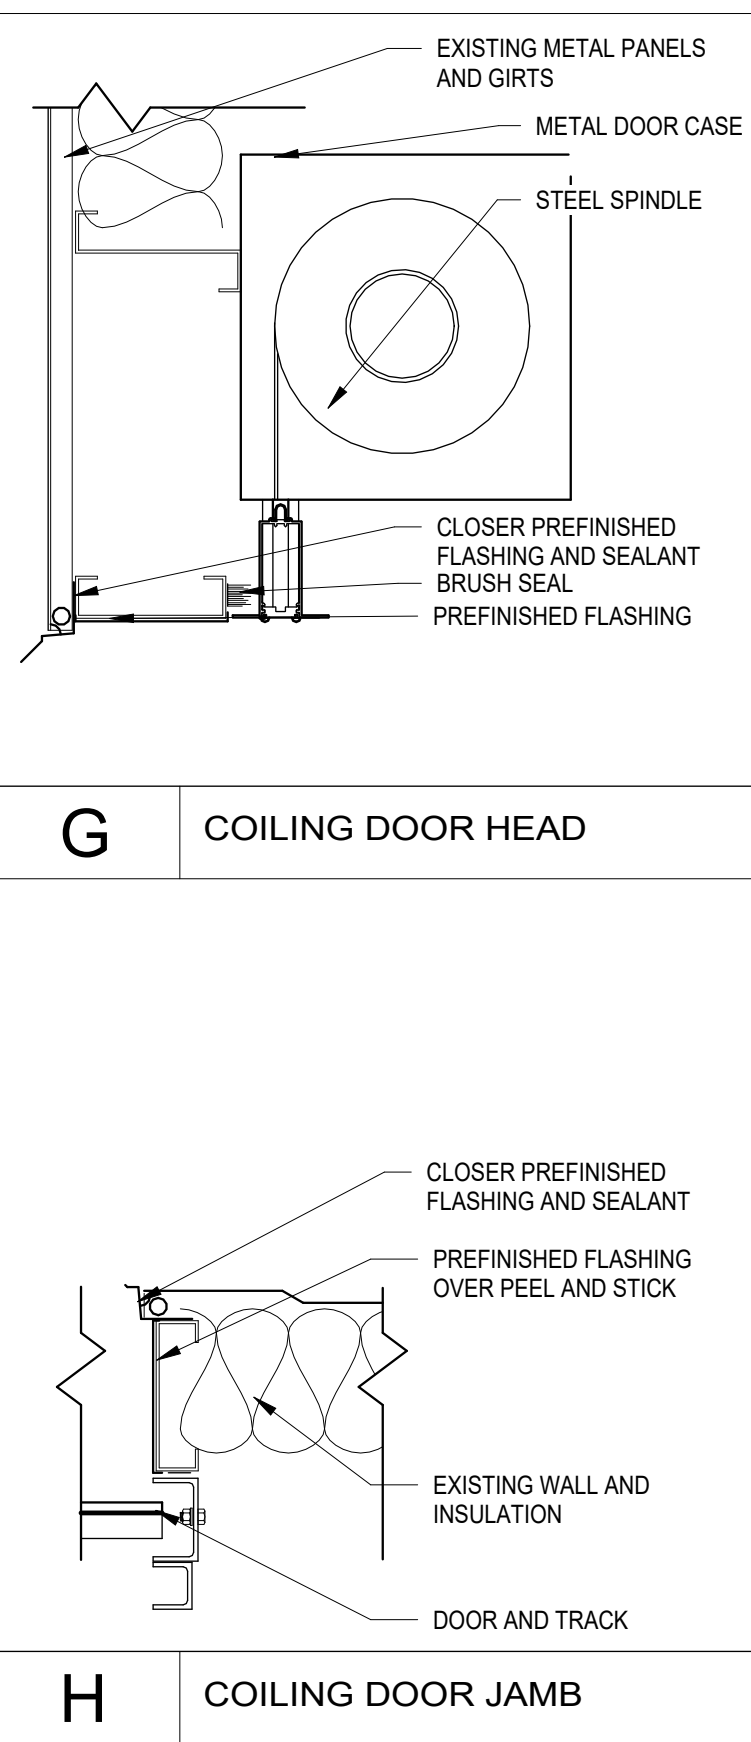 EXISTING METAL PANELS
AND GIRTS
METAL DOOR CASE
STEEL SPINDLE
CLOSER PREFINISHED
FLASHING AND SEALANT
BRUSH SEAL
PREFINISHED FLASHING
G
COILING DOOR HEAD
CLOSER PREFINISHED
FLASHING AND SEALANT
PREFINISHED FLASHING
OVER PEEL AND STICK
EXISTING WALL AND
INSULATION
DOOR AND TRACK
H
COILING DOOR JAMB